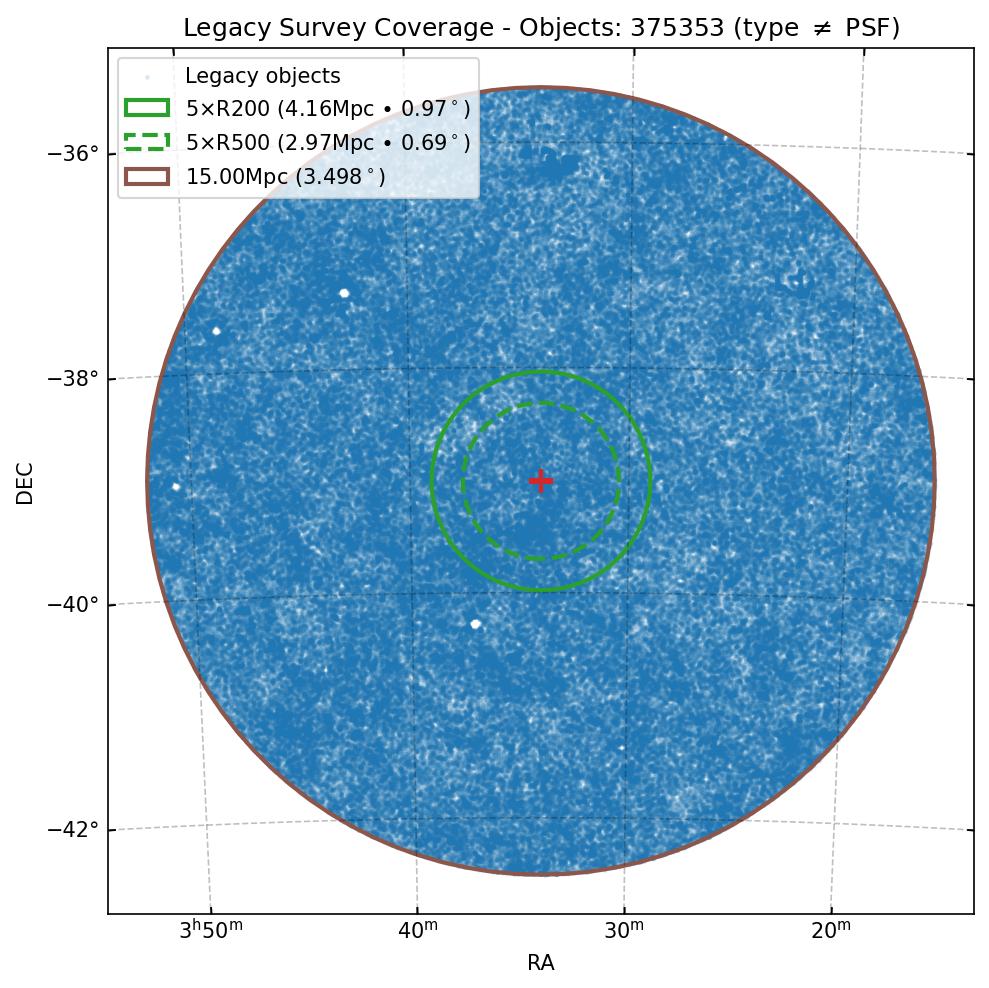 Legacy Survey Coverage - Objects: 375353 (type ≠ PSF)
Legacy objects
5×R200 (4.16Mpc • 0.97°)
5×R500 (2.97Mpc • 0.69°)
15.00Mpc (3.498°)
−36°
−38°
−40°
−42°
DEC
3ʰ50ᵐ
40ᵐ
30ᵐ
20ᵐ
RA